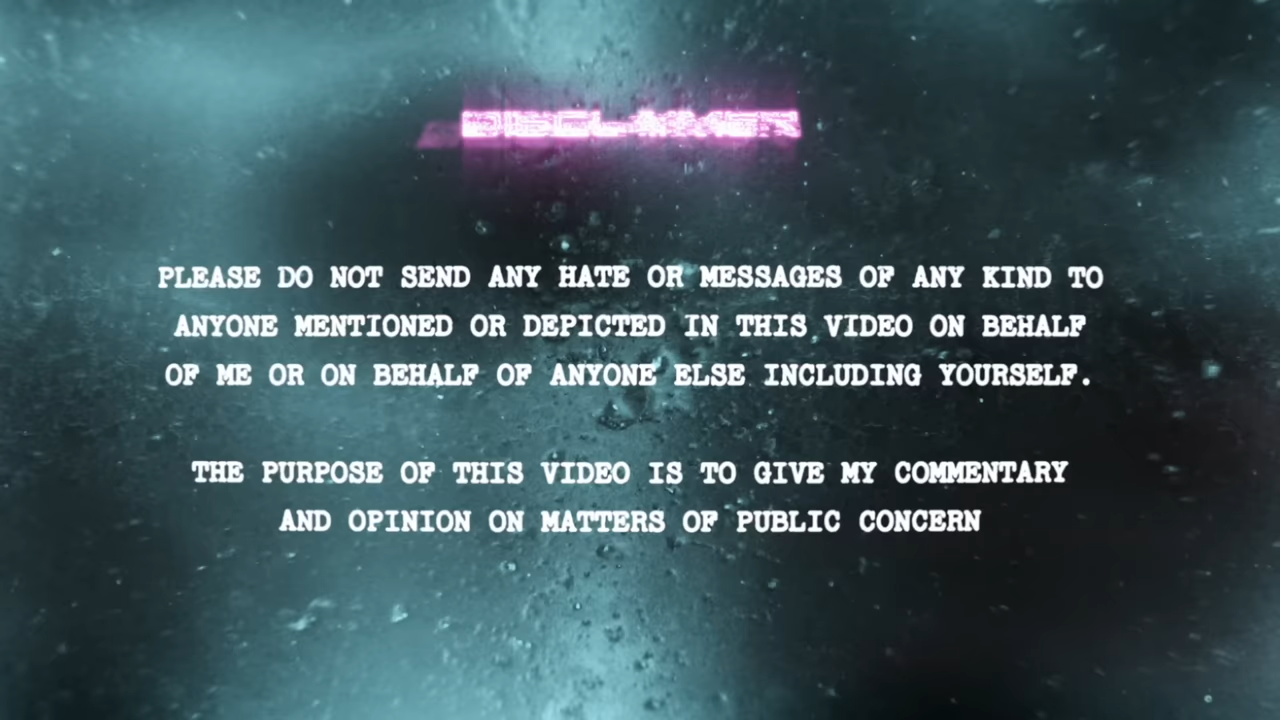 DISCLAIMER
PLEASE DO NOT SEND ANY HATE OR MESSAGES OF ANY KIND TO
ANYONE MENTIONED OR DEPICTED IN THIS VIDEO ON BEHALF
OF ME OR ON BEHALF OF ANYONE ELSE INCLUDING YOURSELF.
THE PURPOSE OF THIS VIDEO IS TO GIVE MY COMMENTARY
AND OPINION ON MATTERS OF PUBLIC CONCERN